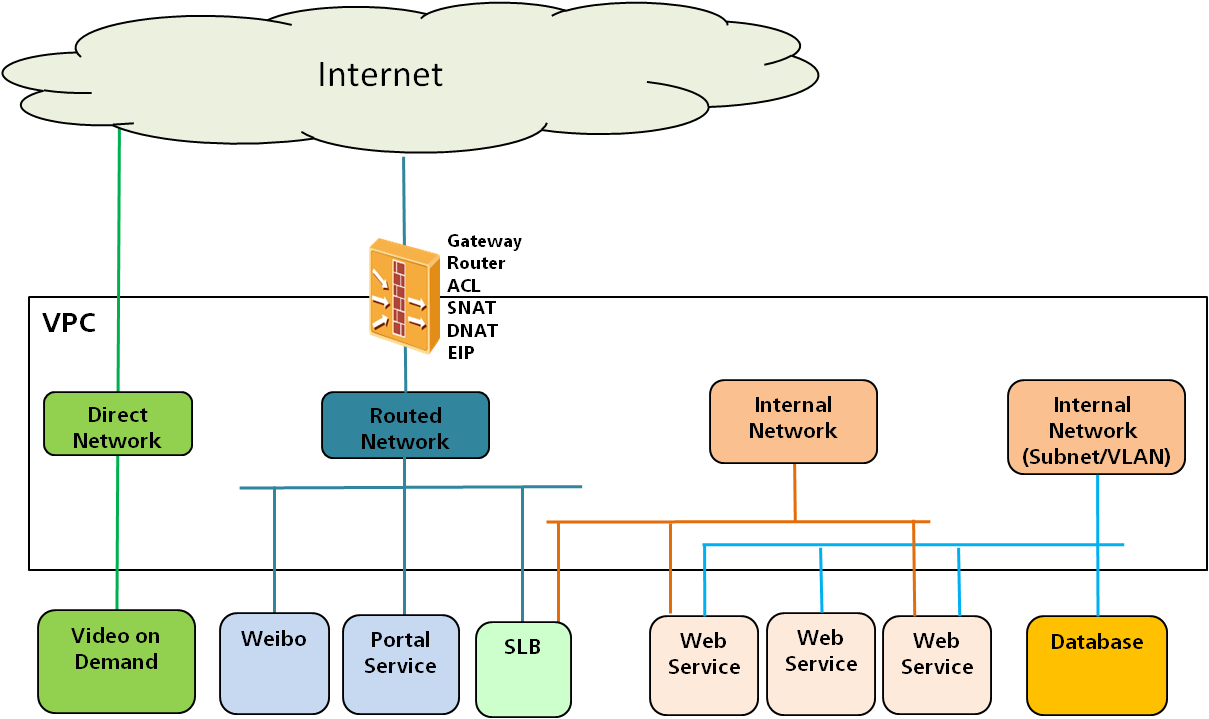 Internet
Gateway
Router
ACL
SNAT
DNAT
EIP
VPC
Direct
Network
Routed
Network
Internal
Network
Internal
Network
(Subnet/VLAN)
Video on
Demand
Weibo
Portal
Service
SLB
Web
Service
Web
Service
Web
Service
Database